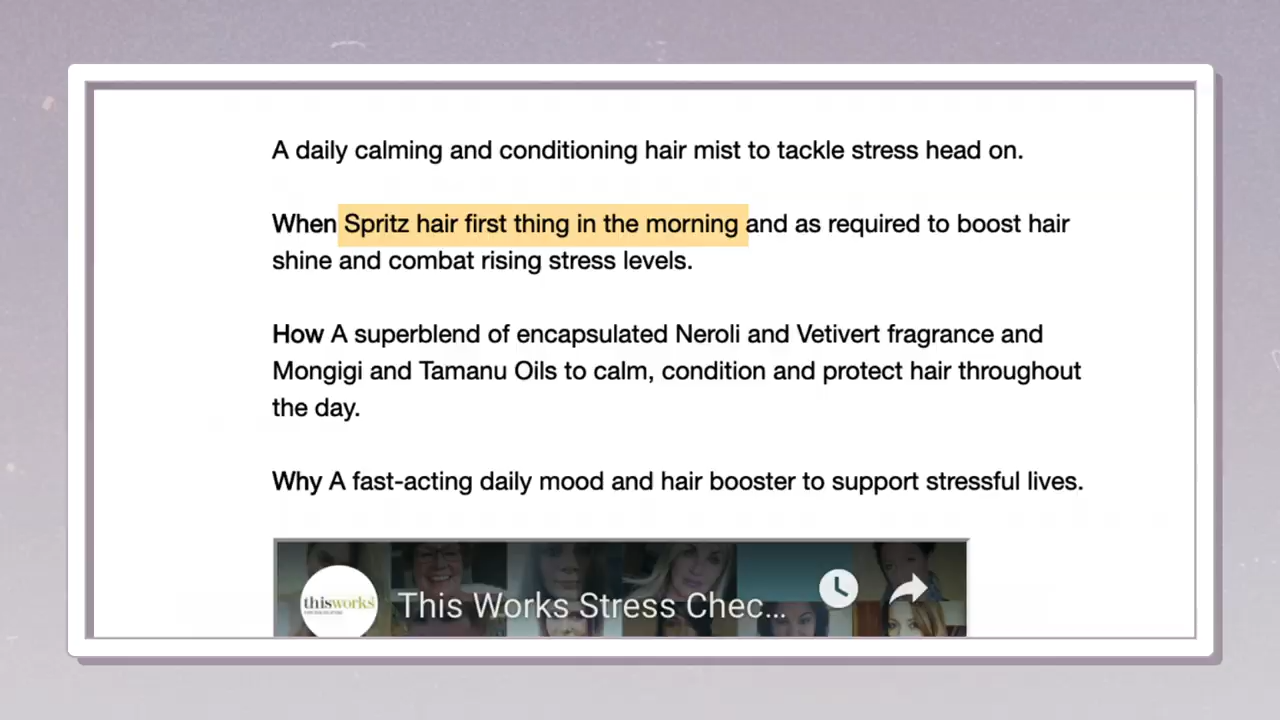 A daily calming and conditioning hair mist to tackle stress head on.
When Spritz hair first thing in the morning and as required to boost hair
shine and combat rising stress levels.
How A superblend of encapsulated Neroli and Vetivert fragrance and
Mongigi and Tamanu Oils to calm, condition and protect hair throughout
the day.
Why A fast-acting daily mood and hair booster to support stressful lives.
thisworks
This Works Stress Chec...